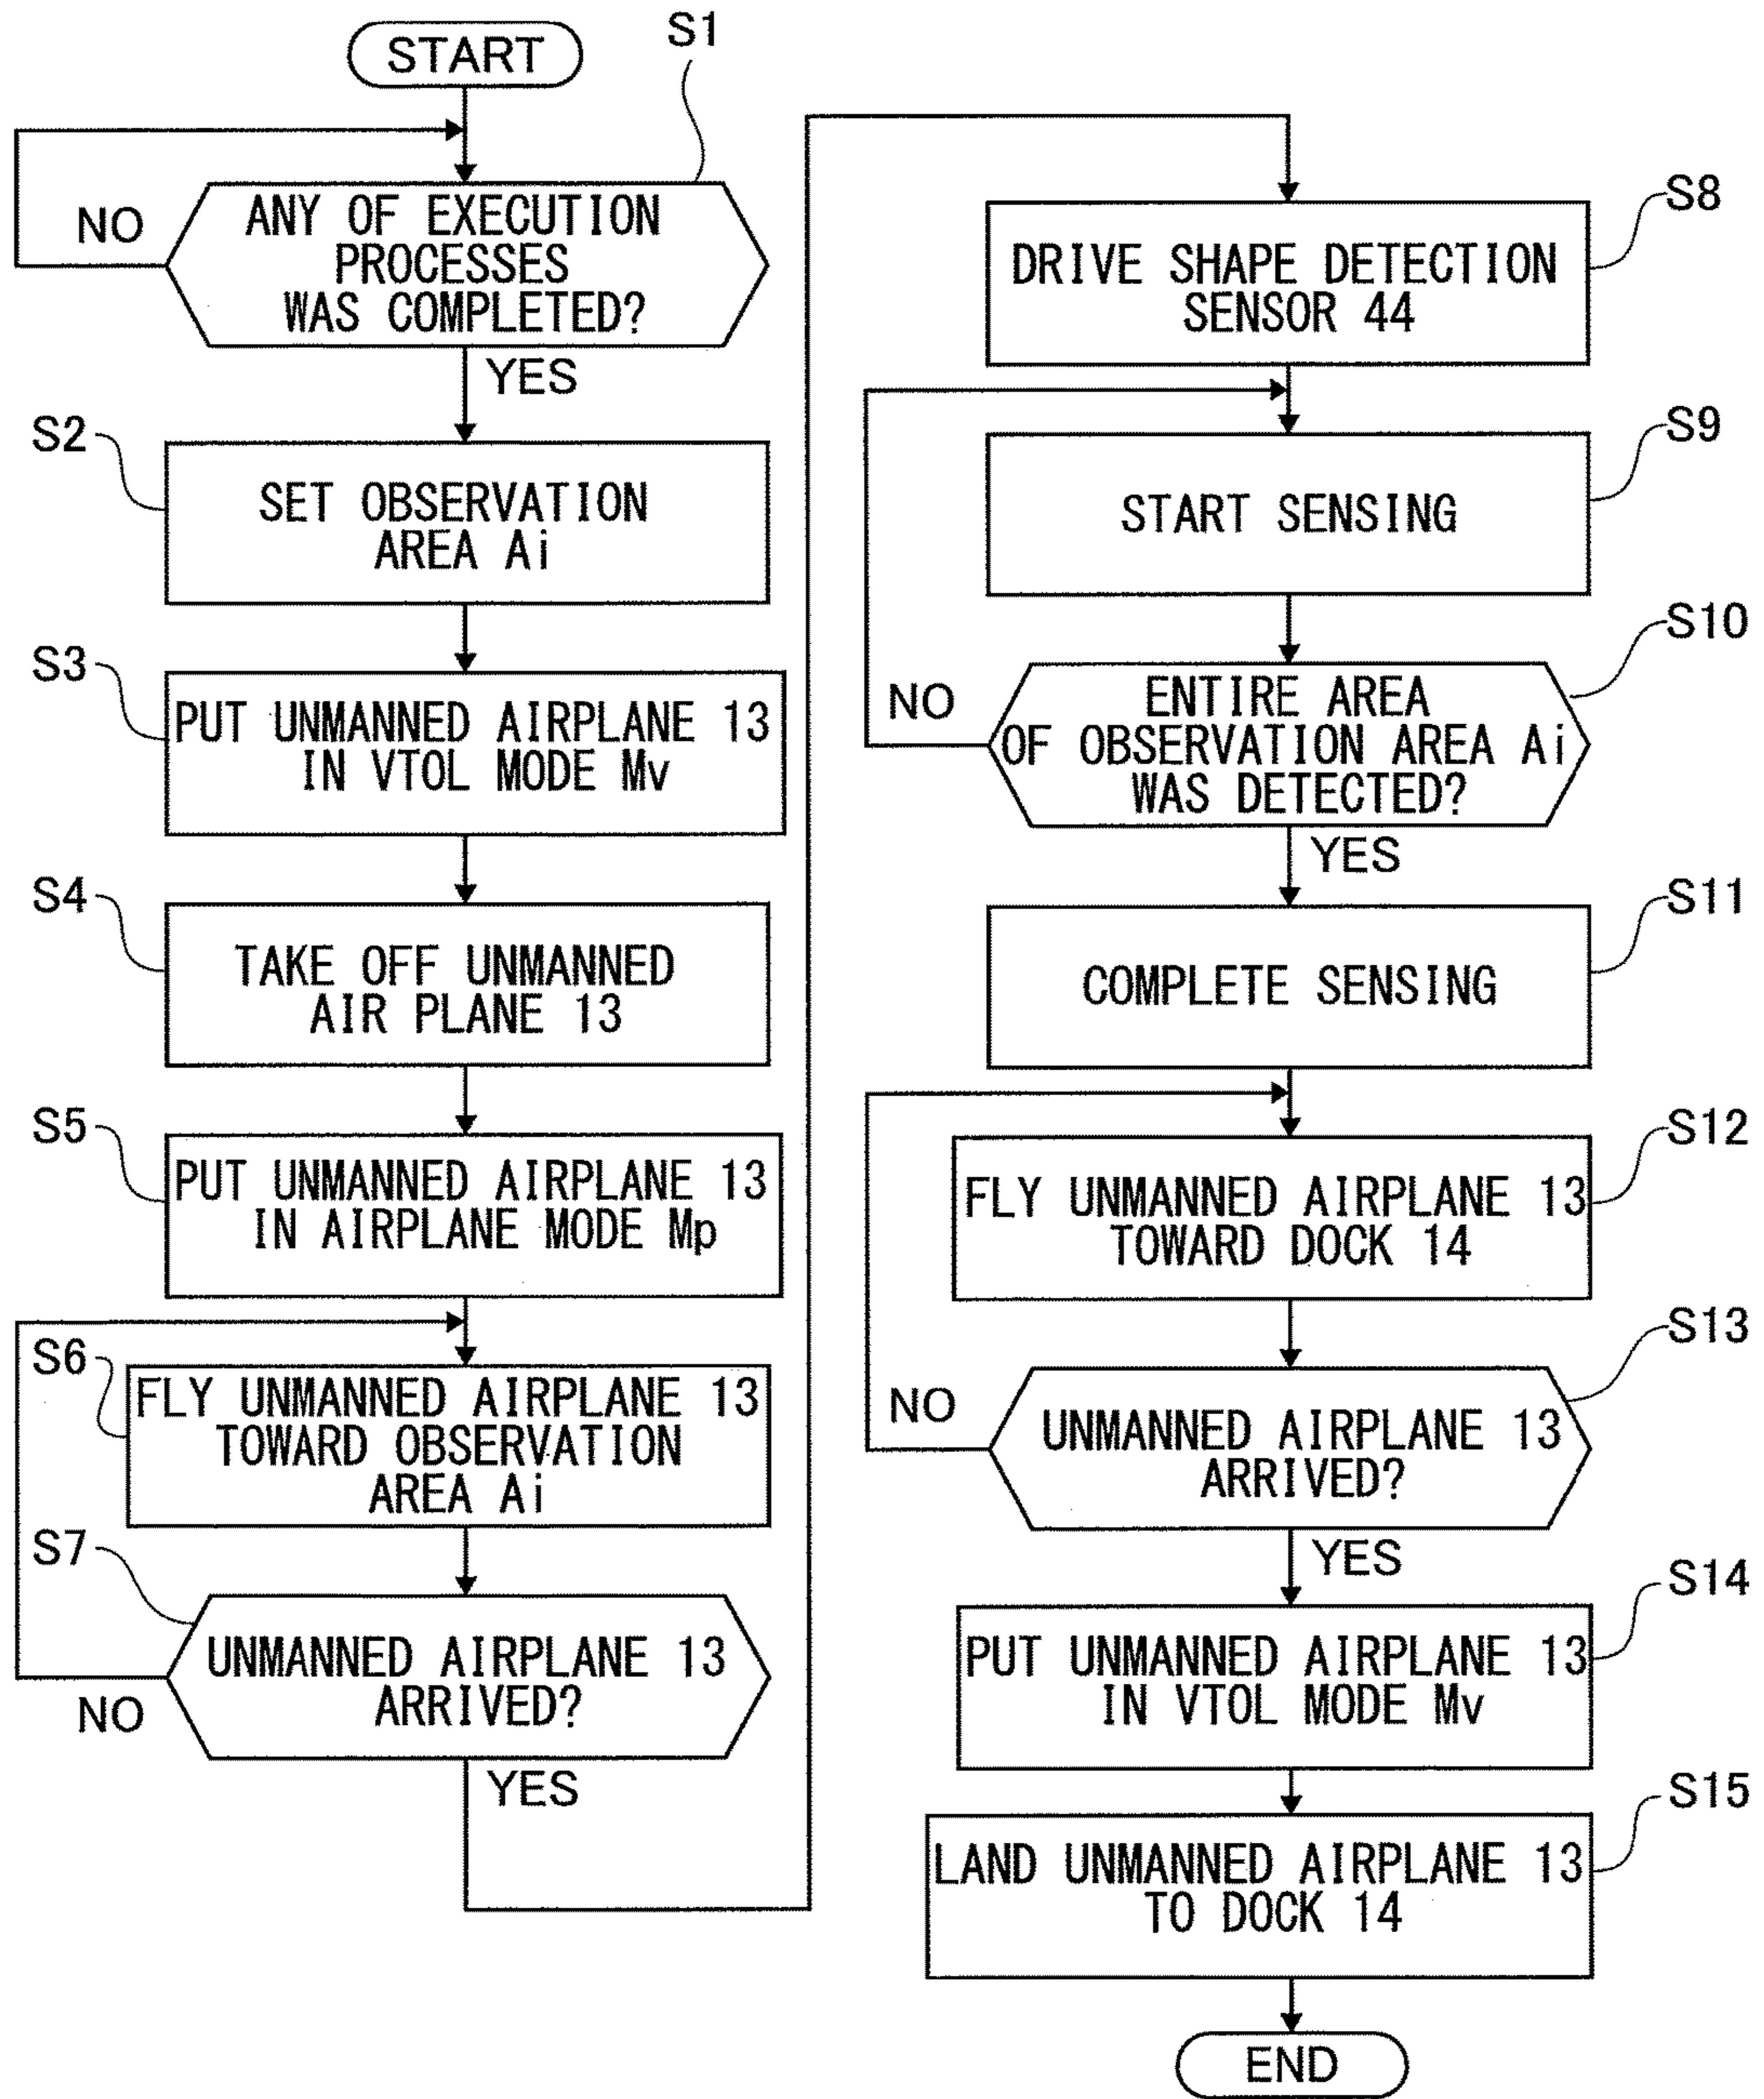 START
S1
ANY OF EXECUTION
PROCESSES
WAS COMPLETED?
NO
YES
S2
SET OBSERVATION
AREA Ai
S3
PUT UNMANNED AIRPLANE 13
IN VTOL MODE Mv
S4
TAKE OFF UNMANNED
AIR PLANE 13
S5
PUT UNMANNED AIRPLANE 13
IN AIRPLANE MODE Mp
S6
FLY UNMANNED AIRPLANE 13
TOWARD OBSERVATION
AREA Ai
S7
UNMANNED AIRPLANE 13
ARRIVED?
NO
YES
S8
DRIVE SHAPE DETECTION
SENSOR 44
S9
START SENSING
S10
ENTIRE AREA
OF OBSERVATION AREA Ai
WAS DETECTED?
NO
YES
S11
COMPLETE SENSING
S12
FLY UNMANNED AIRPLANE 13
TOWARD DOCK 14
S13
UNMANNED AIRPLANE 13
ARRIVED?
NO
YES
S14
PUT UNMANNED AIRPLANE 13
IN VTOL MODE Mv
S15
LAND UNMANNED AIRPLANE 13
TO DOCK 14
END